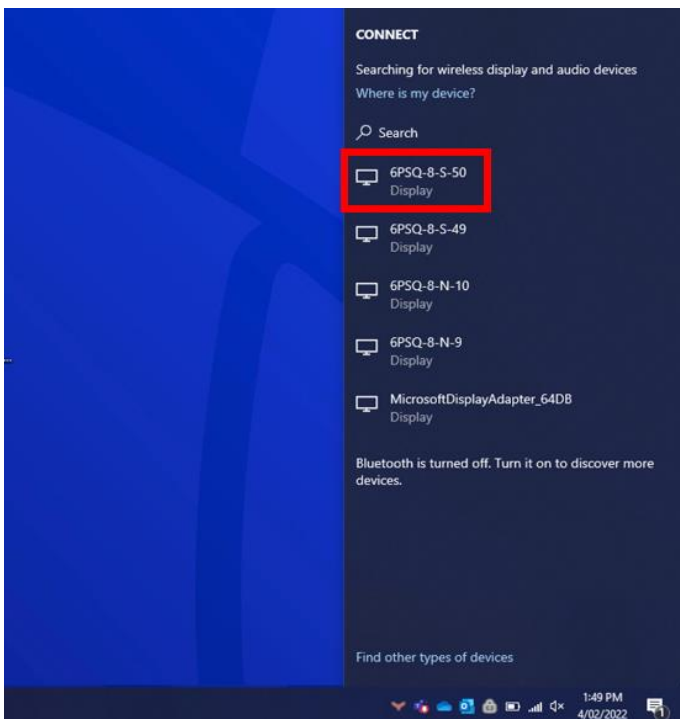 CONNECT
Searching for wireless display and audio devices
Where is my device?
Search
6PSQ-8-S-50
Display
6PSQ-8-S-49
Display
6PSQ-8-N-10
Display
6PSQ-8-N-9
Display
MicrosoftDisplayAdapter_64DB
Display
Bluetooth is turned off. Turn it on to discover more
devices.
Find other types of devices
1:49 PM
4/02/2022
1